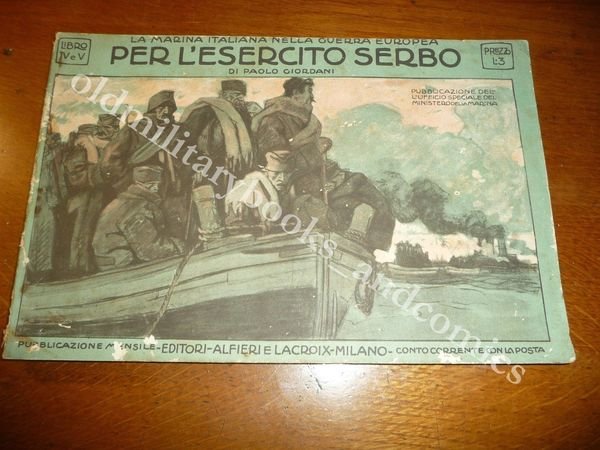 LA MARINA ITALIANA NELLA GUERRA EUROPEA
LIBRO
IV e V
PER L'ESERCITO SERBO
PREZZO
L:3
DI PAOLO GIORDANI
PUBBLICAZIONE DEL-
L'UFFICIO SPECIALE DEL
MINISTERO DELLA MARINA
oldmilitarybooks_andcomics
PUBBLICAZIONE MENSILE - EDITORI - ALFIERI E LACROIX - MILANO - CONTO CORRENTE CON LA POSTA